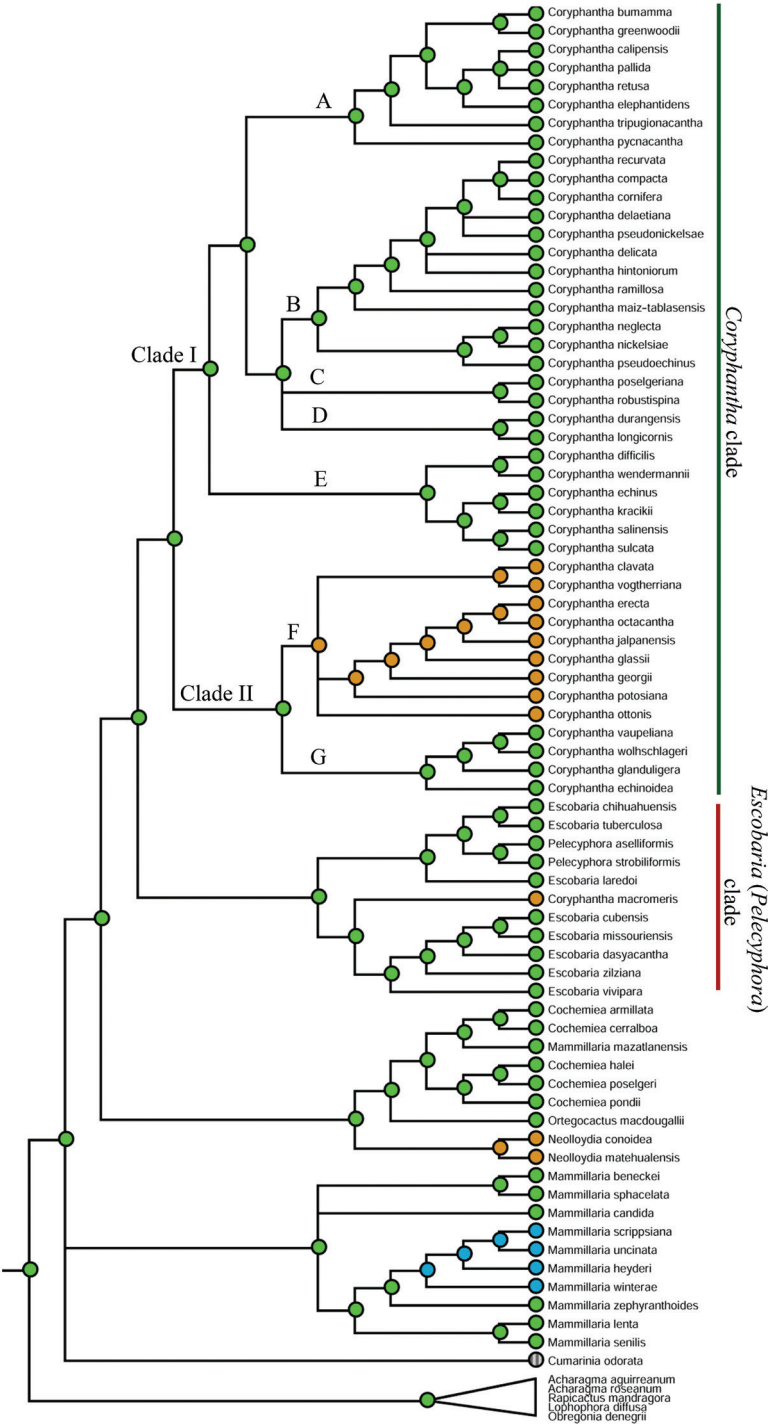 Coryphantha bumamma
Coryphantha greenwoodii
Coryphantha calipensis
Coryphantha pallida
Coryphantha retusa
A
Coryphantha elephantidens
Coryphantha tripugionacantha
Coryphantha pycnacantha
Coryphantha recurvata
Coryphantha compacta
Coryphantha cornifera
Coryphantha delaetiana
Coryphantha pseudonickelsae
Coryphantha delicata
Coryphantha hintoniorum
Coryphantha ramillosa
B
Coryphantha maiz-tablasensis
Coryphantha neglecta
Coryphantha nickelsiae
Clade I
Coryphantha pseudoechinus
C
Coryphantha poselgeriana
Coryphantha robustispina
D
Coryphantha durangensis
Coryphantha longicornis
Coryphantha clade
Coryphantha difficilis
Coryphantha wendermannii
E
Coryphantha echinus
Coryphantha kracikii
Coryphantha salinensis
Coryphantha sulcata
Coryphantha clavata
Coryphantha vogtherriana
Coryphantha erecta
Coryphantha octacantha
F
Coryphantha jalpanensis
Coryphantha glassii
Coryphantha georgii
Clade II
Coryphantha potosiana
Coryphantha ottonis
Coryphantha vaupeliana
Coryphantha wolhschlageri
G
Coryphantha glanduligera
Coryphantha echinoidea
Escobaria chihuahuensis
Escobaria tuberculosa
Pelecyphora aselliformis
Pelecyphora strobiliformis
Escobaria laredoi
Escobaria (Pelecyphora)
clade
Coryphantha macromeris
Escobaria cubensis
Escobaria missouriensis
Escobaria dasyacantha
Escobaria zilziana
Escobaria vivipara
Cochemiea armillata
Cochemiea cerralboa
Mammillaria mazatlanensis
Cochemiea halei
Cochemiea poselgeri
Cochemiea pondii
Ortegocactus macdougallii
Neolloydia conoidea
Neolloydia matehualensis
Mammillaria beneckei
Mammillaria sphacelata
Mammillaria candida
Mammillaria scrippsiana
Mammillaria uncinata
Mammillaria heyderi
Mammillaria winterae
Mammillaria zephyranthoides
Mammillaria lenta
Mammillaria senilis
Cumarinia odorata
Acharagma aguirreanum
Acharagma roseanum
Rapicactus mandragora
Lophophora diffusa
Obregonia denegrii